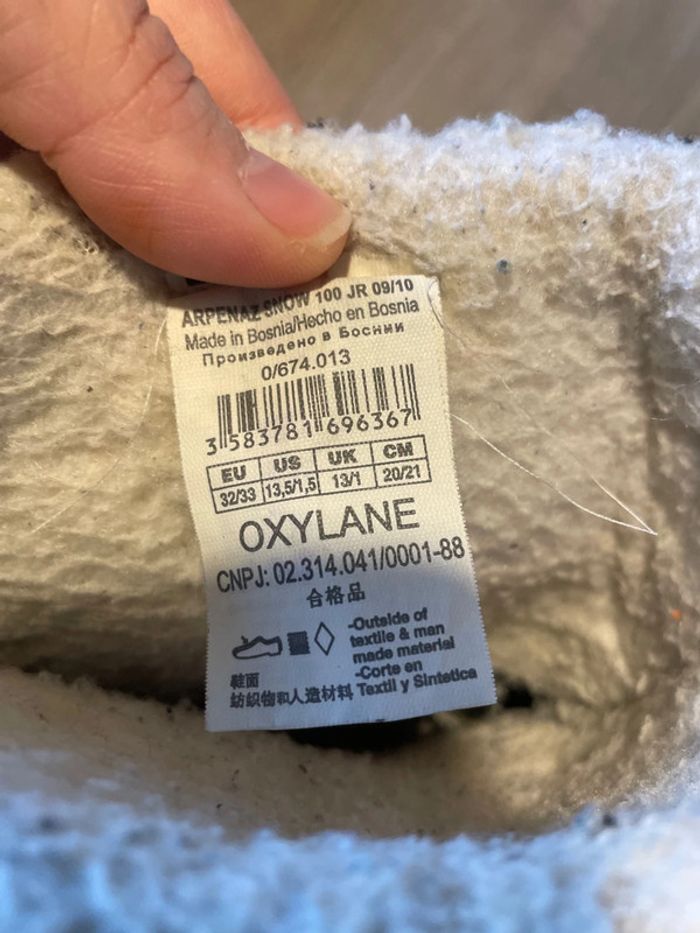 ARPENAZ SNOW 100 JR 09/10
Made in Bosnia/Hecho en Bosnia
Произведено в Боснии
0/674.013
3 583781 696367
EU US UK CM
32/33 13,5/1,5 13/1 20/21
OXYLANE
CNPJ: 02.314.041/0001-88
合格品
-Outside of
textile & man
made material
-Corte en
Textil y Sintetica
鞋面
纺织物和人造材料